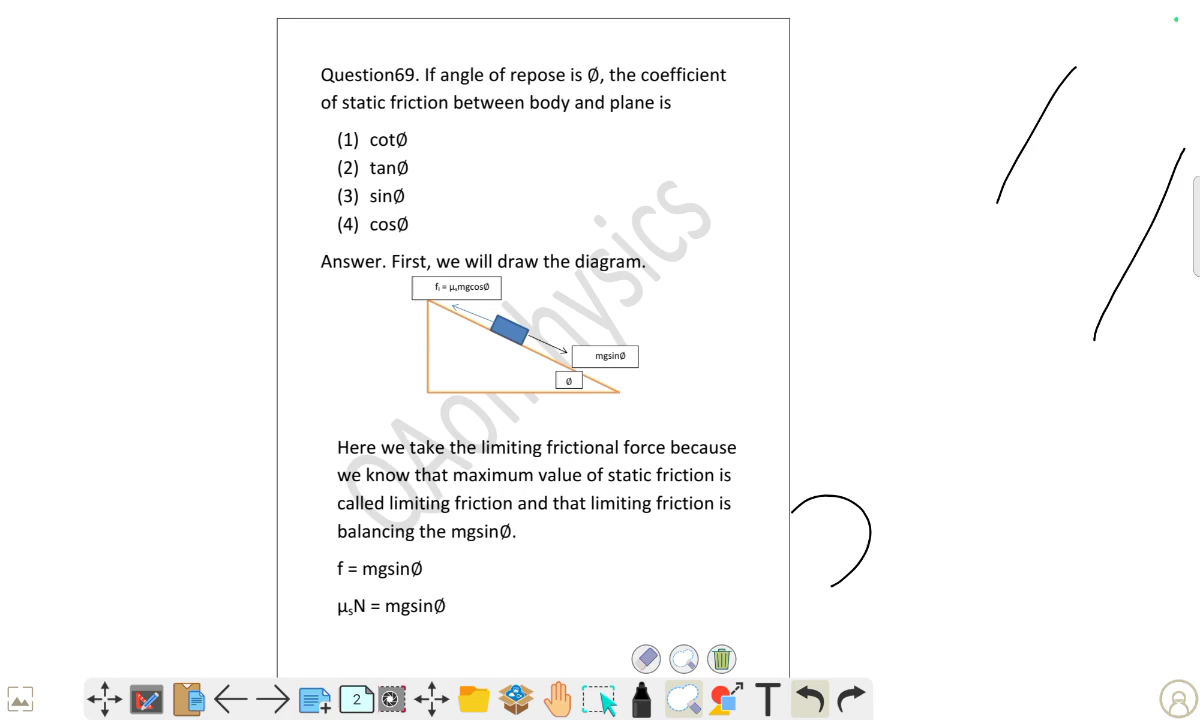 Question69. If angle of repose is Ø, the coefficient
of static friction between body and plane is
(1) cotØ
(2) tanØ
(3) sinØ
(4) cosØ
Answer. First, we will draw the diagram.
fₗ = μₛmgcosØ
mgsinØ
Ø
Here we take the limiting frictional force because
we know that maximum value of static friction is
called limiting friction and that limiting friction is
balancing the mgsinØ.
f = mgsinØ
μₛN = mgsinØ
2
T